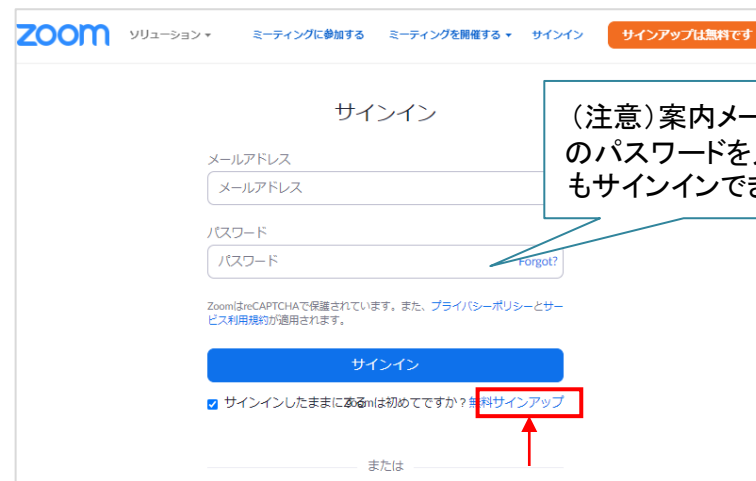 zoom ソリューション ミーティングに参加する ミーティングを開催する サインイン サインアップは無料です
サインイン
(注意)案内メー
のパスワードを
もサインインでき
メールアドレス
メールアドレス
パスワード
パスワード Forgot?
ZoomはreCAPTCHAで保護されています。また、プライバシーポリシーとサー
ビス利用規約が適用されます。
サインイン
サインインしたままにする Zoomは初めてですか?無料サインアップ
または